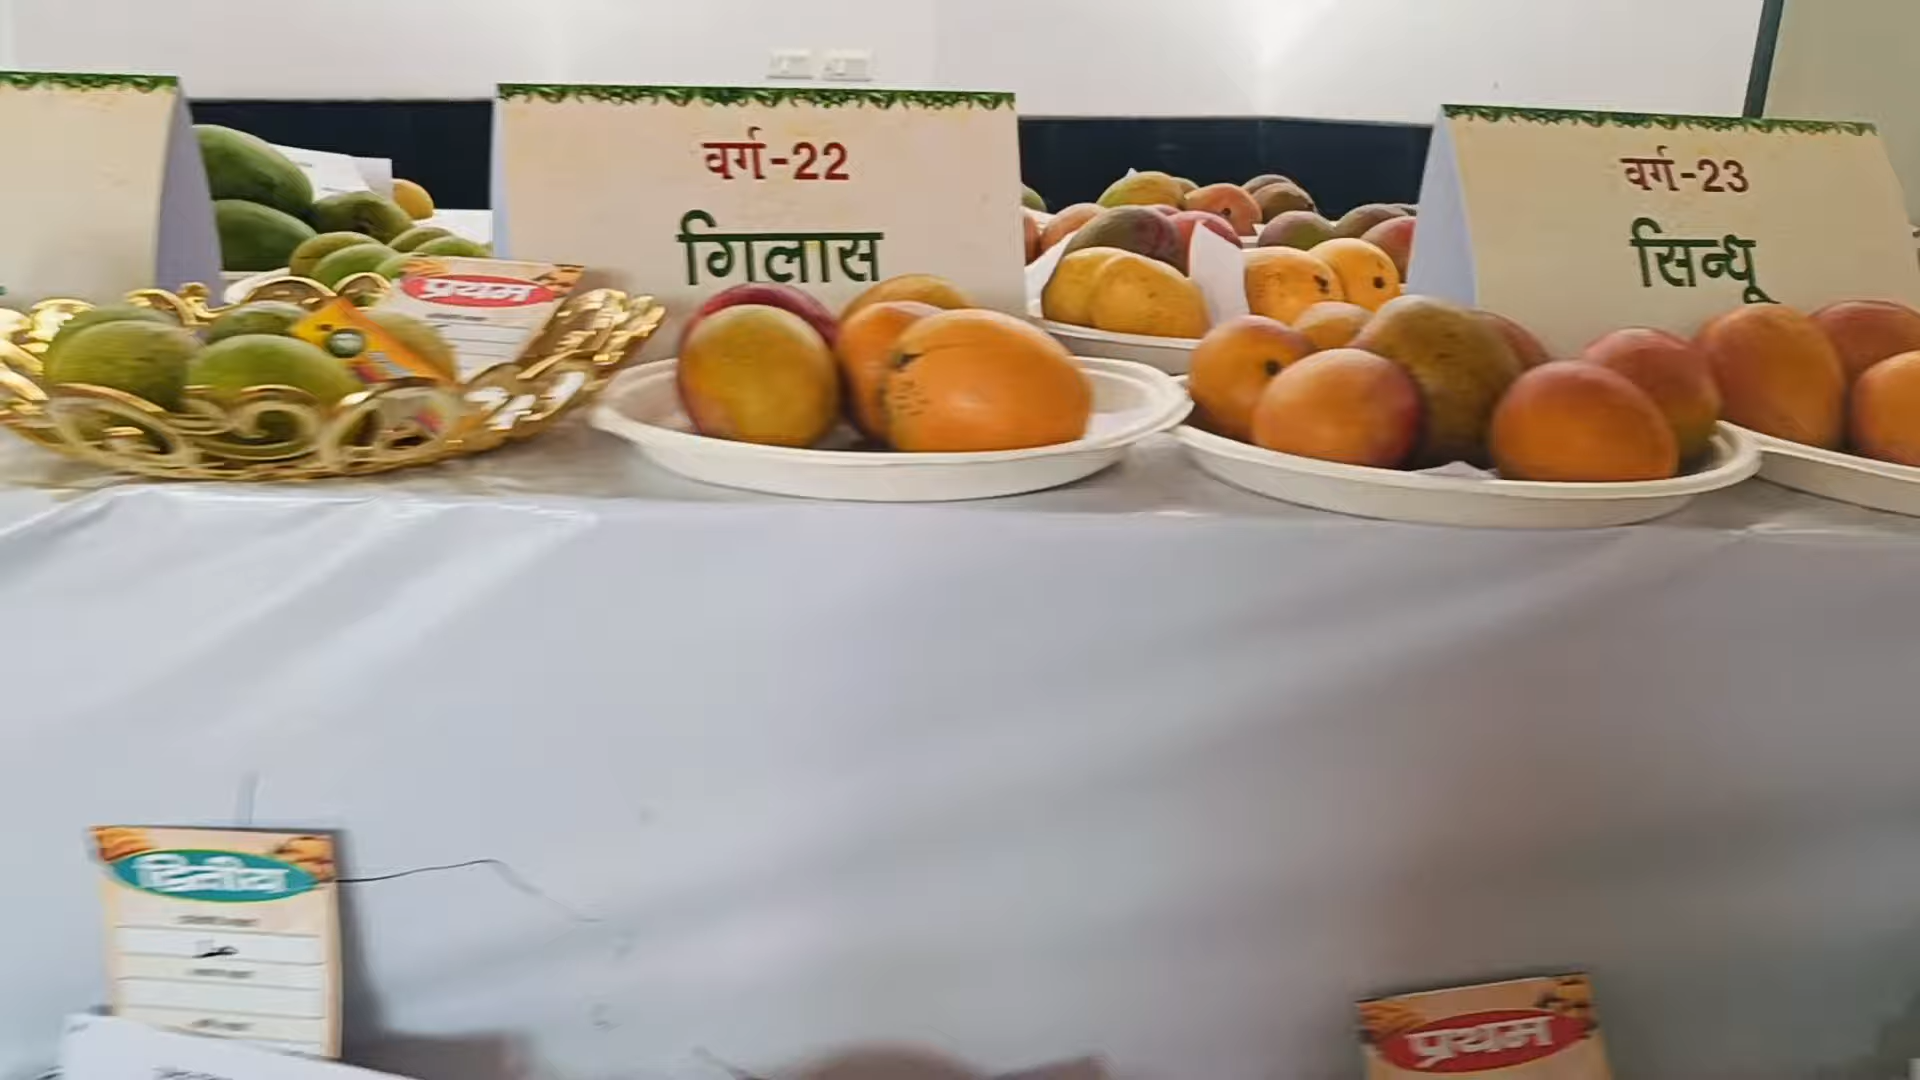 वर्ग-22
गिलास
वर्ग-23
सिन्धू
प्रथम
द्वितीय
प्रथम